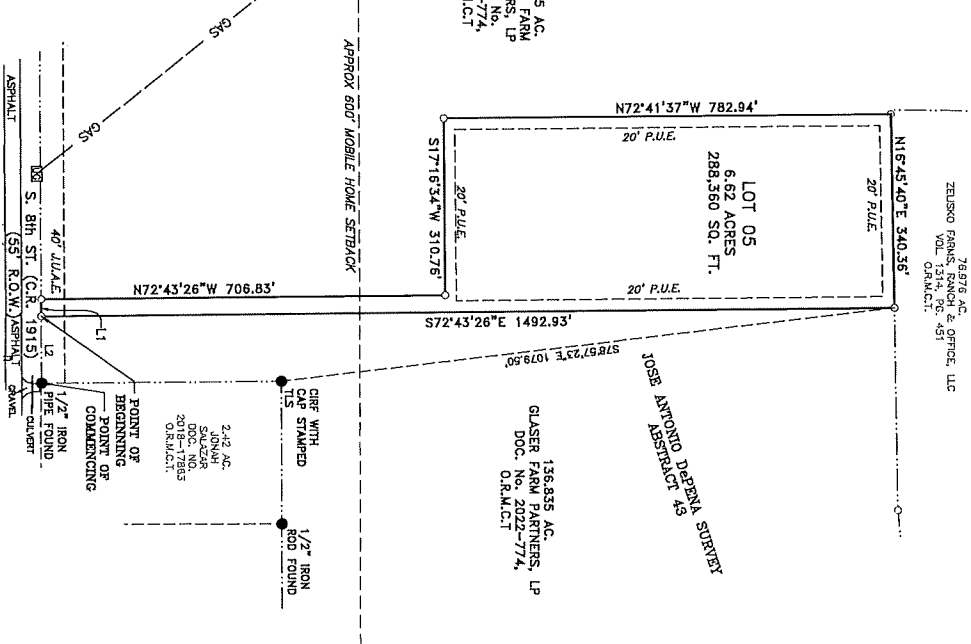 5 AC.
FARM
RS, LP
No.
-774,
.C.T
76.976 AC.
ZELISKO FARMS, RANCH & OFFICE, LLC
VOL. 1314, PG. 451
O.R.M.C.T.
N72°41'37"W 782.94'
20' P.U.E.
N16°45'40"E 340.36'
20' P.U.E.
LOT 05
6.62 ACRES
288,360 SQ. FT.
20' P.U.E.
S17°16'34"W 310.76'
20' P.U.E.
N72°43'26"W 706.83'
S72°43'26"E 1492.93'
S78°57'23"E 1079.50'
JOSE ANTONIO DePENA SURVEY
ABSTRACT 43
136.835 AC.
GLASER FARM PARTNERS, LP
DOC. No. 2022-774,
O.R.M.C.T
APPROX 600' MOBILE HOME SETBACK
GAS
GAS
CIRF WITH
CAP STAMPED
TLS
1/2" IRON
ROD FOUND
2.42 AC.
JONAH
SALAZAR
DOC. NO.
2018-17863
O.R.M.C.T.
POINT OF
BEGINNING
POINT OF
COMMENCING
1/2" IRON
PIPE FOUND
L1
L2
40' J.U.A.E.
S. 8th ST. (C.R. 1915)
(55' R.O.W.)
ASPHALT
ASPHALT
CULVERT
GRAVEL